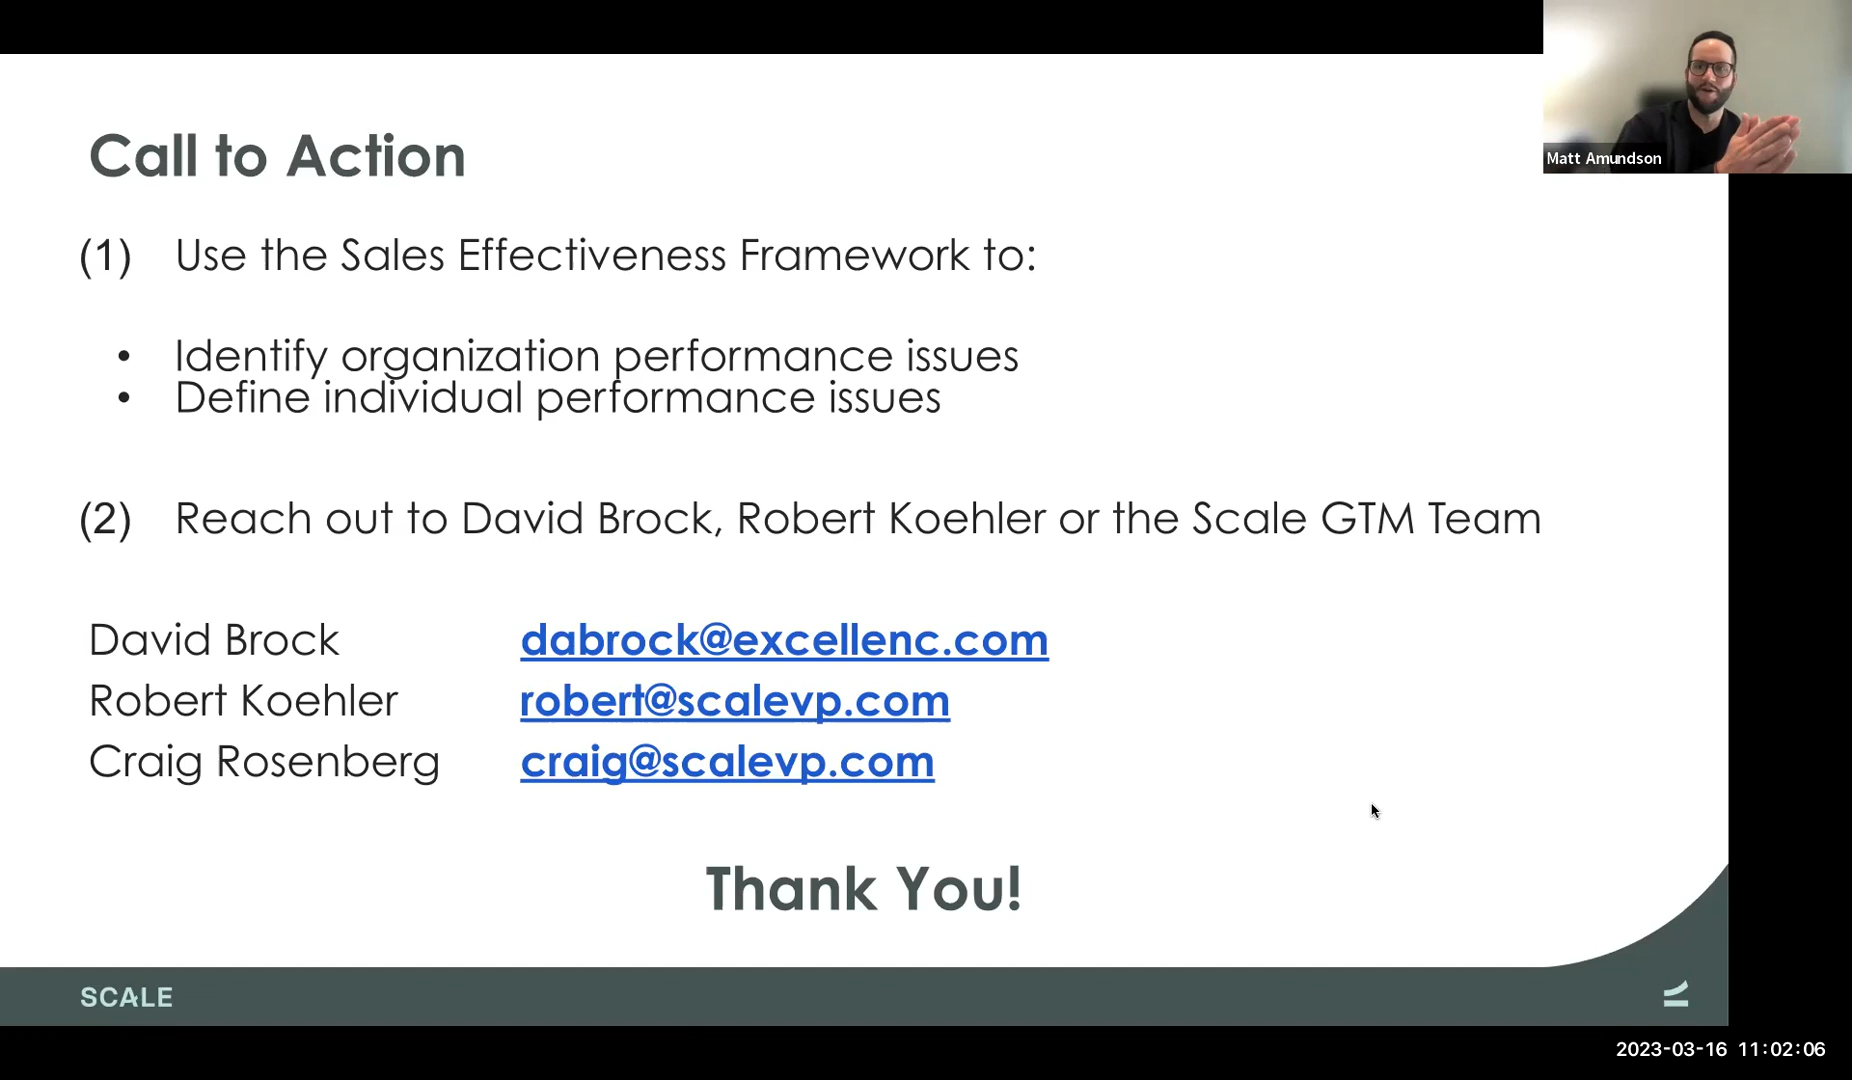 Matt Amundson
Call to Action
(1) Use the Sales Effectiveness Framework to:
• Identify organization performance issues
• Define individual performance issues
(2) Reach out to David Brock, Robert Koehler or the Scale GTM Team
David Brock dabrock@excellenc.com
Robert Koehler robert@scalevp.com
Craig Rosenberg craig@scalevp.com
Thank You!
SCALE
2023-03-16 11:02:06